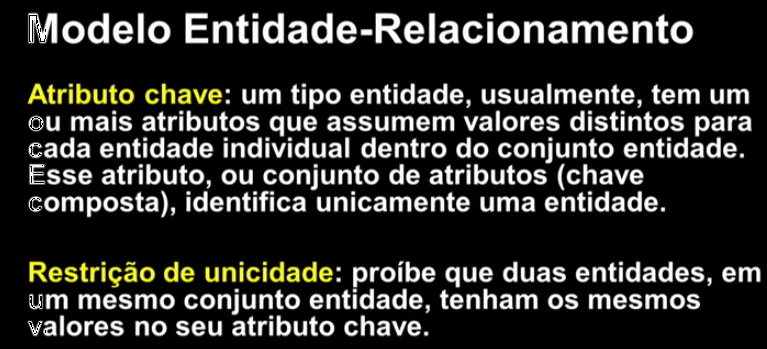 Modelo Entidade-Relacionamento
Atributo chave: um tipo entidade, usualmente, tem um
ou mais atributos que assumem valores distintos para
cada entidade individual dentro do conjunto entidade.
Esse atributo, ou conjunto de atributos (chave
composta), identifica unicamente uma entidade.
Restrição de unicidade: proíbe que duas entidades, em
um mesmo conjunto entidade, tenham os mesmos
valores no seu atributo chave.